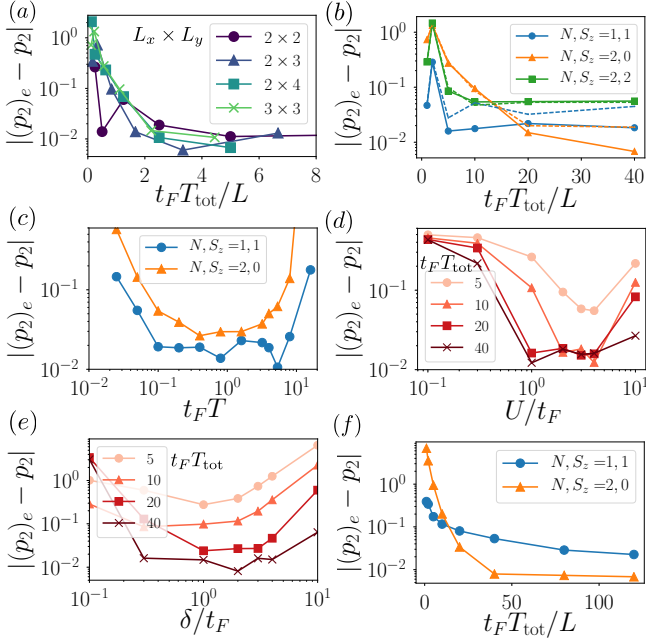 (a)
L_x × L_y
2 × 2
2 × 3
2 × 4
3 × 3
10^0
10^{-1}
10^{-2}
|(p_2)_e − p_2|
0 2 4 6 8
t_F T_tot/L
(b)
N, S_z =1, 1
N, S_z =2, 0
N, S_z =2, 2
10^0
10^{-1}
10^{-2}
|(p_2)_e − p_2|
0 10 20 30 40
t_F T_tot/L
(c)
N, S_z =1, 1
N, S_z =2, 0
10^{-1}
10^{-2}
|(p_2)_e − p_2|
10^{-2} 10^{-1} 10^0 10^1
t_F T
(d)
t_F T_tot
5
10
20
40
10^{-1}
10^{-2}
|(p_2)_e − p_2|
10^{-1} 10^0 10^1
U/t_F
(e)
t_F T_tot
5
10
20
40
10^0
10^{-1}
10^{-2}
|(p_2)_e − p_2|
10^{-1} 10^0 10^1
δ/t_F
(f)
N, S_z =1, 1
N, S_z =2, 0
10^0
10^{-1}
10^{-2}
|(p_2)_e − p_2|
0 50 100
t_F T_tot/L